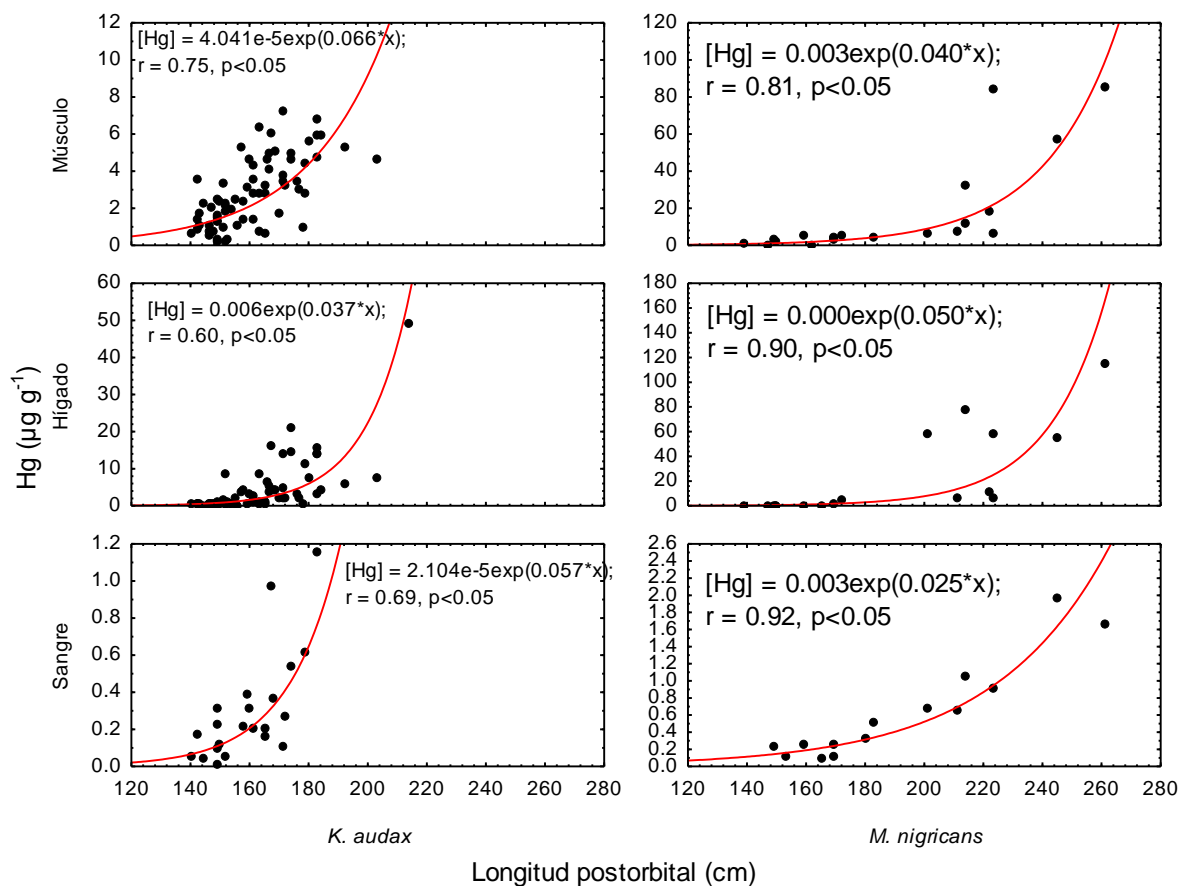 Hg (µg g-1)
Músculo
12
10
8
6
4
2
0
[Hg] = 4.041e-5exp(0.066*x);
r = 0.75, p<0.05
120
100
80
60
40
20
0
[Hg] = 0.003exp(0.040*x);
r = 0.81, p<0.05
Hígado
60
50
40
30
20
10
0
[Hg] = 0.006exp(0.037*x);
r = 0.60, p<0.05
180
160
140
120
100
80
60
40
20
0
[Hg] = 0.000exp(0.050*x);
r = 0.90, p<0.05
Sangre
1.2
1.0
0.8
0.6
0.4
0.2
0.0
[Hg] = 2.104e-5exp(0.057*x);
r = 0.69, p<0.05
2.6
2.4
2.2
2.0
1.8
1.6
1.4
1.2
1.0
0.8
0.6
0.4
0.2
0.0
[Hg] = 0.003exp(0.025*x);
r = 0.92, p<0.05
120 140 160 180 200 220 240 260 280
120 140 160 180 200 220 240 260 280
K. audax
M. nigricans
Longitud postorbital (cm)